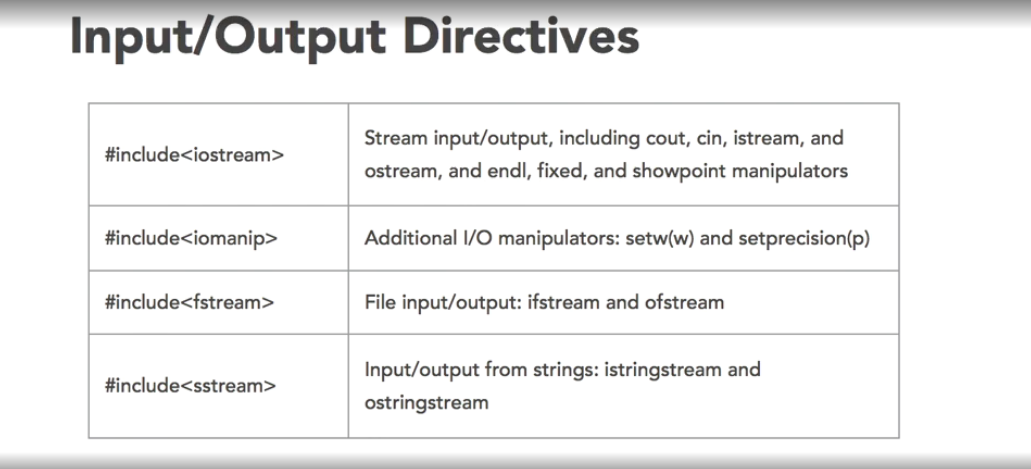 Input/Output Directives
#include<iostream>
Stream input/output, including cout, cin, istream, and
ostream, and endl, fixed, and showpoint manipulators
#include<iomanip>
Additional I/O manipulators: setw(w) and setprecision(p)
#include<fstream>
File input/output: ifstream and ofstream
#include<sstream>
Input/output from strings: istringstream and
ostringstream